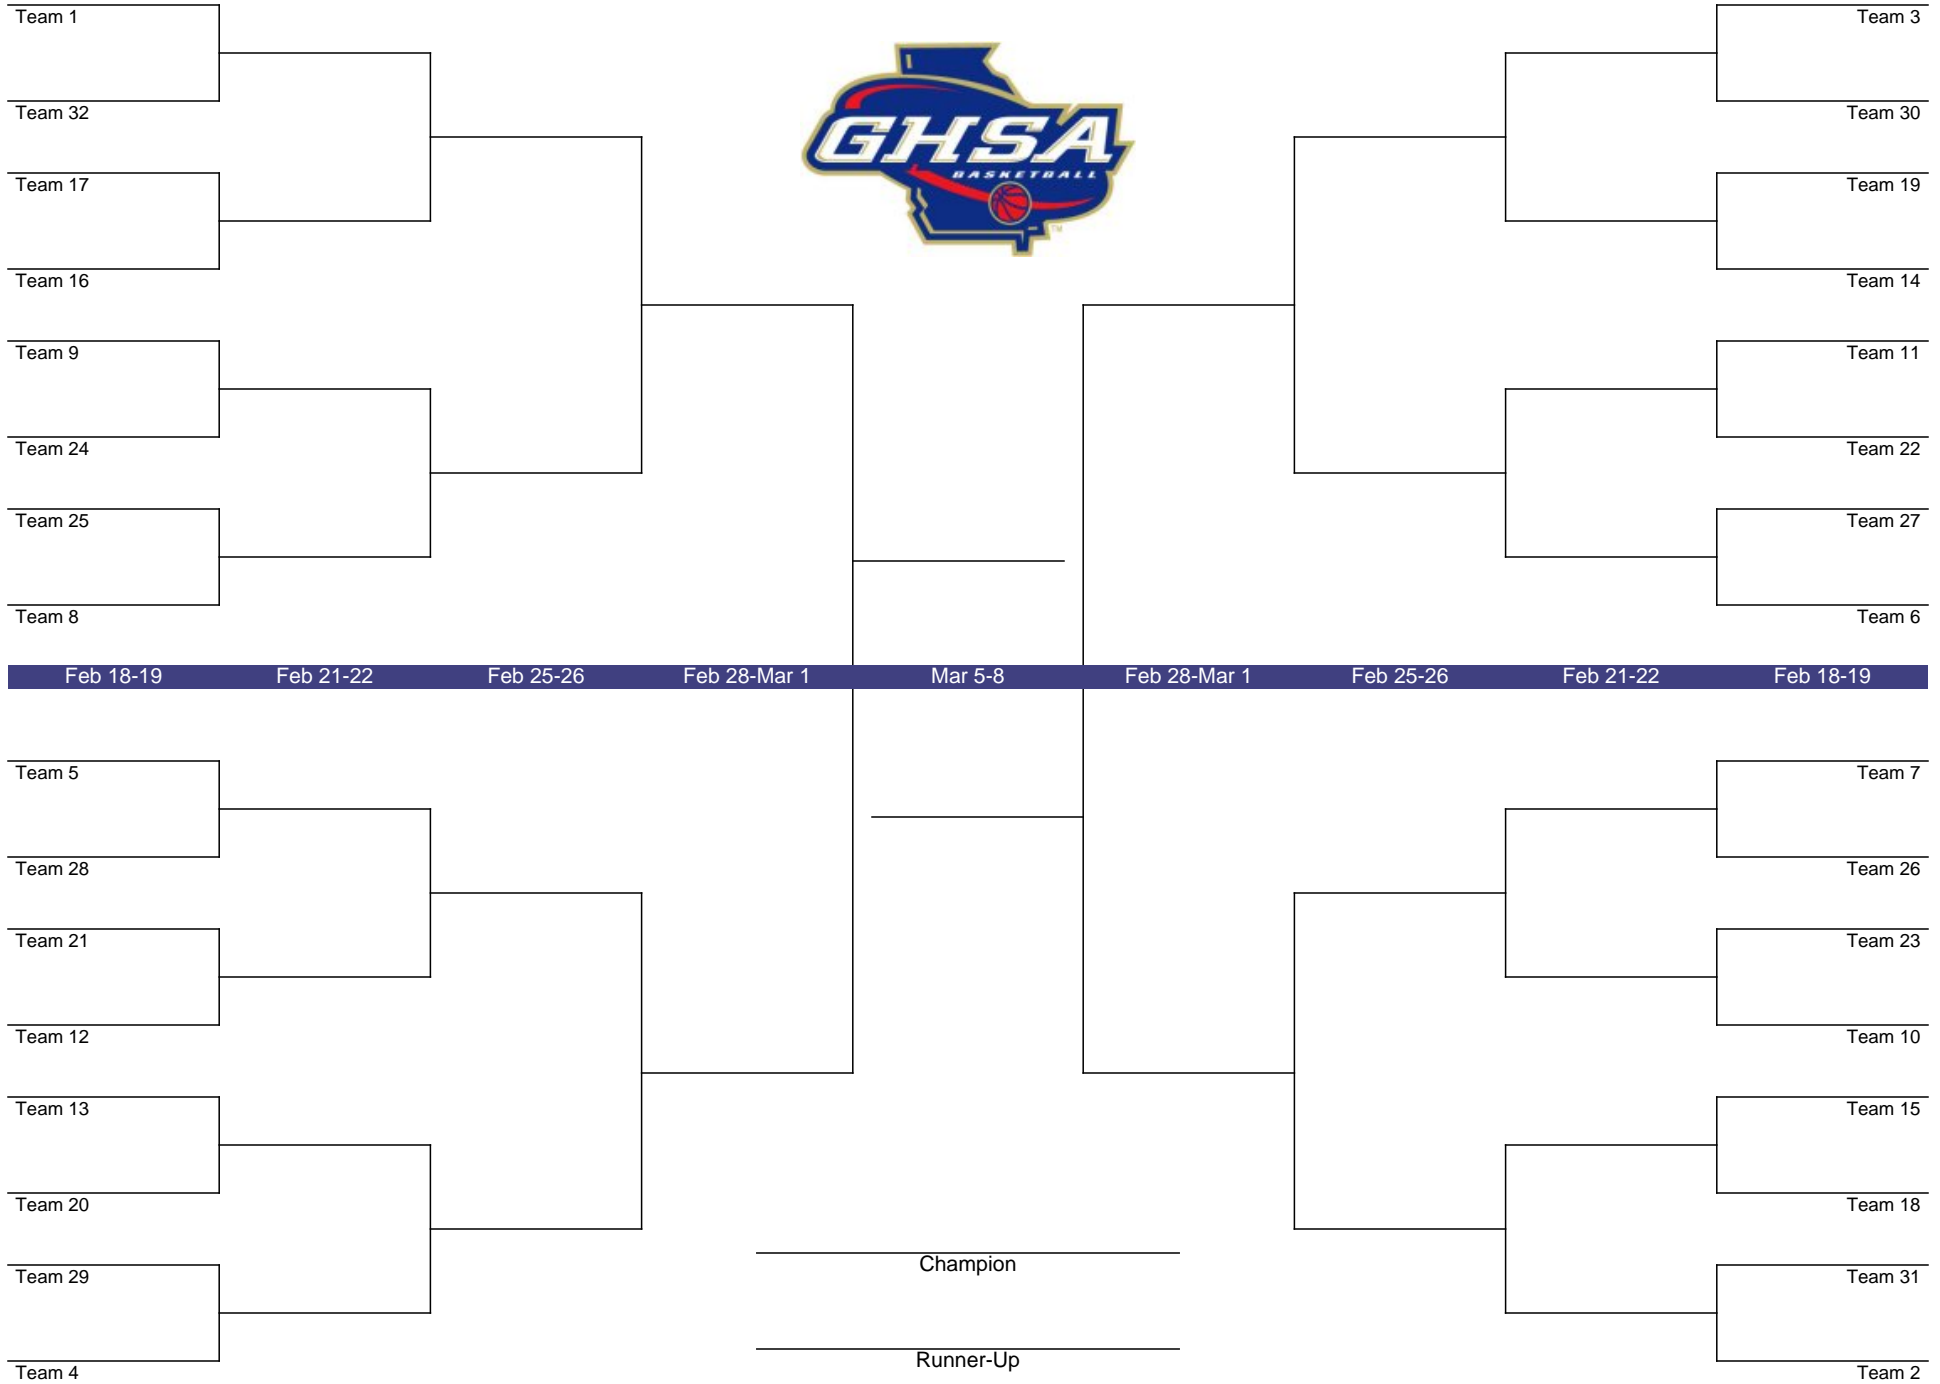 Team 1
Team 3
Team 32
Team 30
Team 17
Team 19
Team 16
Team 14
Team 9
Team 11
Team 24
Team 22
Team 25
Team 27
Team 8
Team 6
GHSA
BASKETBALL
TM
Feb 18-19 Feb 21-22 Feb 25-26 Feb 28-Mar 1 Mar 5-8 Feb 28-Mar 1 Feb 25-26 Feb 21-22 Feb 18-19
Team 5
Team 7
Team 28
Team 26
Team 21
Team 23
Team 12
Team 10
Team 13
Team 15
Team 20
Team 18
Team 29
Team 31
Team 4
Team 2
Champion
Runner-Up